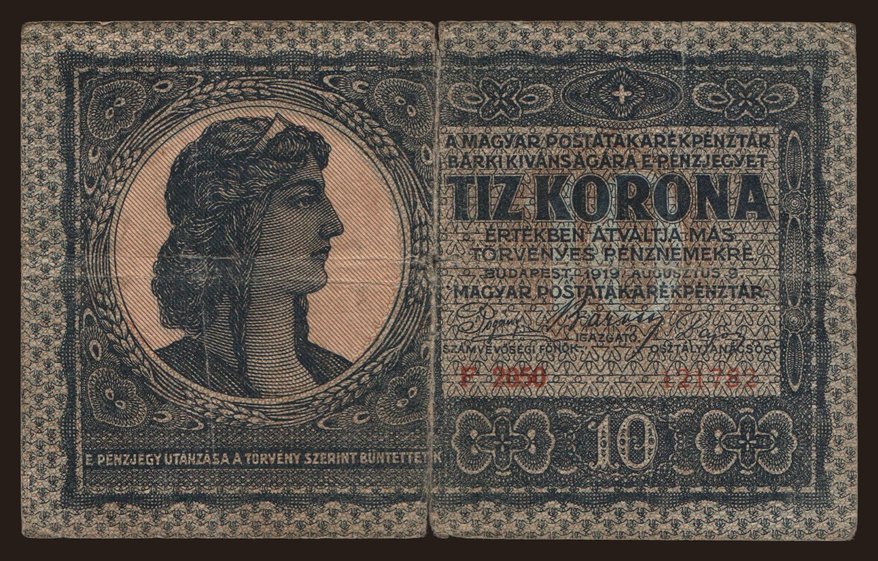 A MAGYAR POSTATAKARÉKPÉNZTÁR
BÁRKI KIVÁNSÁGÁRA E PÉNZJEGYET
TIZ KORONA
ÉRTÉKBEN ÁTVÁLTJA MÁS
TÖRVÉNYES PÉNZNEMEKRE
BUDAPEST, 1919. AUGUSZTUS 9.
MAGYAR POSTATAKARÉKPÉNZTÁR.
IGAZGATÓ.
SZÁMVEVŐSÉGI FŐNÖK. OSZTÁLYTANÁCSOS
F 2050 121782
10
E PÉNZJEGY UTÁNZÁSA A TÖRVÉNY SZERINT BÜNTETTETIK